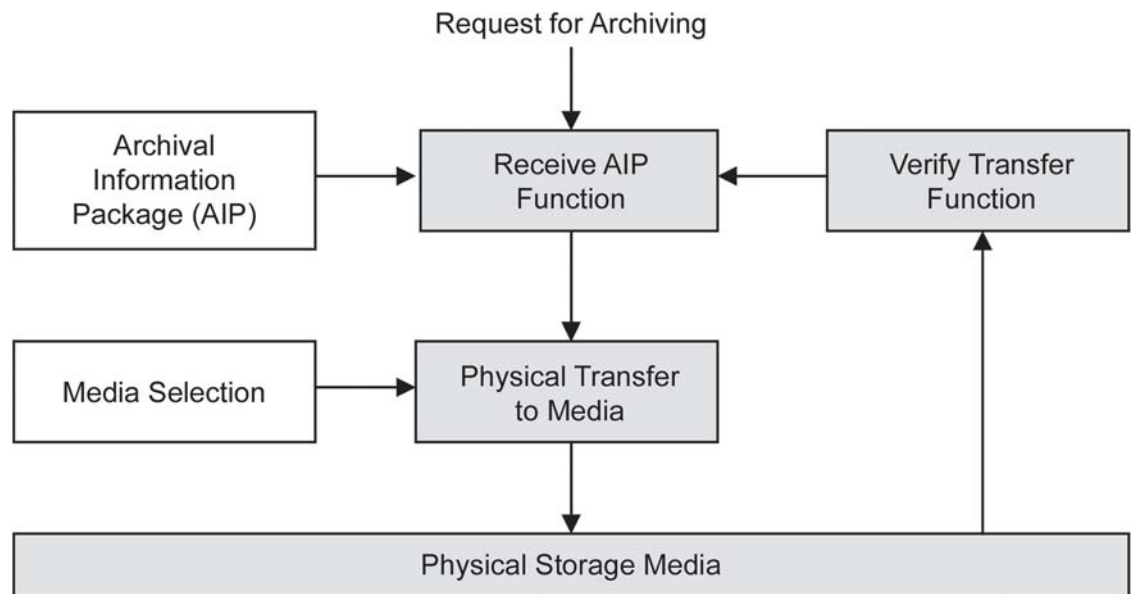 Request for Archiving
Archival
Information
Package (AIP)
Receive AIP
Function
Verify Transfer
Function
Media Selection
Physical Transfer
to Media
Physical Storage Media